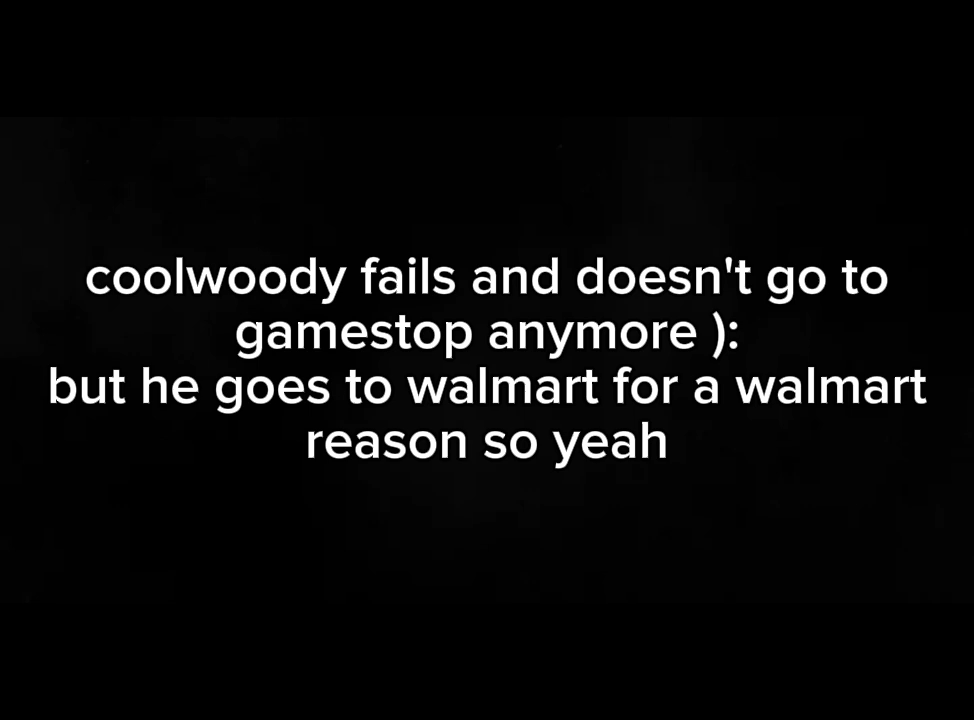 coolwoody fails and doesn't go to
gamestop anymore ):
but he goes to walmart for a walmart
reason so yeah